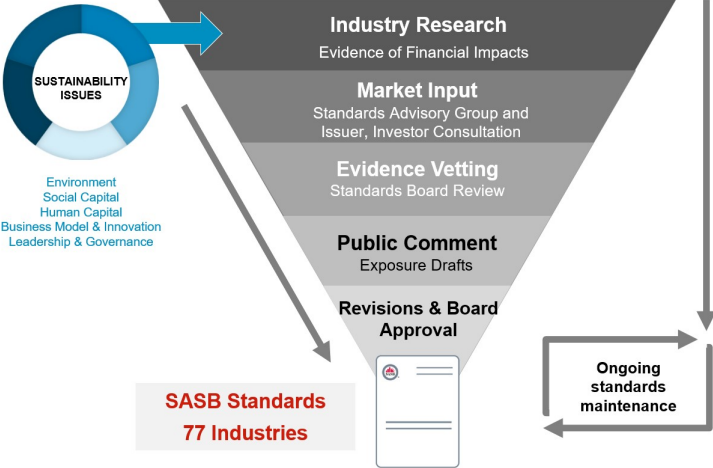 SUSTAINABILITY
ISSUES
Environment
Social Capital
Human Capital
Business Model & Innovation
Leadership & Governance
Industry Research
Evidence of Financial Impacts
Market Input
Standards Advisory Group and
Issuer, Investor Consultation
Evidence Vetting
Standards Board Review
Public Comment
Exposure Drafts
Revisions & Board
Approval
SASB Standards
77 Industries
Ongoing
standards
maintenance